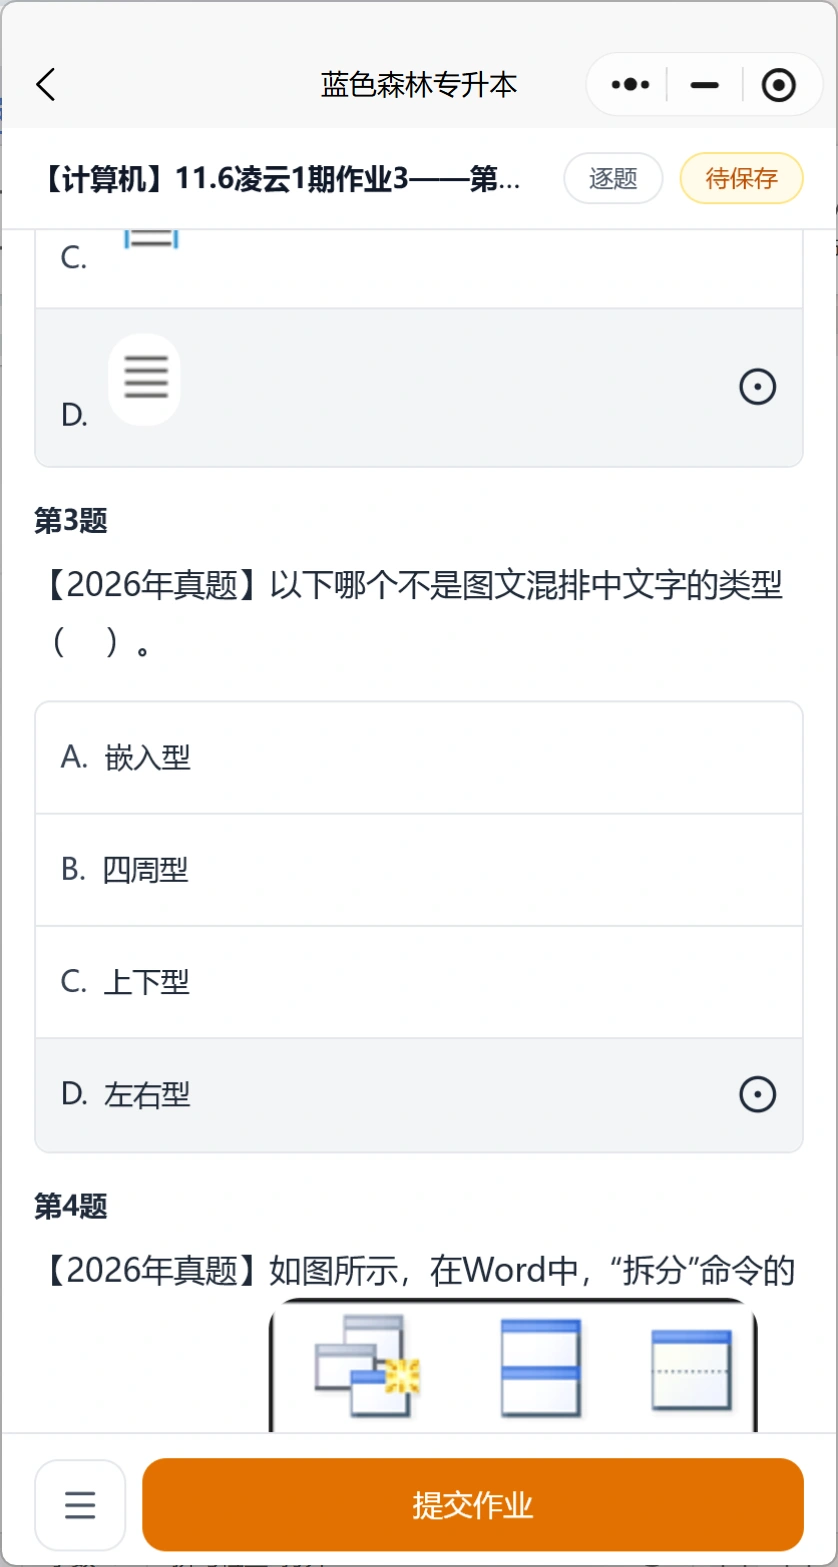 蓝色森林专升本
【计算机】11.6凌云1期作业3——第...
逐题
待保存
C.
D.
第3题
【2026年真题】以下哪个不是图文混排中文字的类型
（ ）。
A. 嵌入型
B. 四周型
C. 上下型
D. 左右型
第4题
【2026年真题】如图所示，在Word中，“拆分”命令的
提交作业